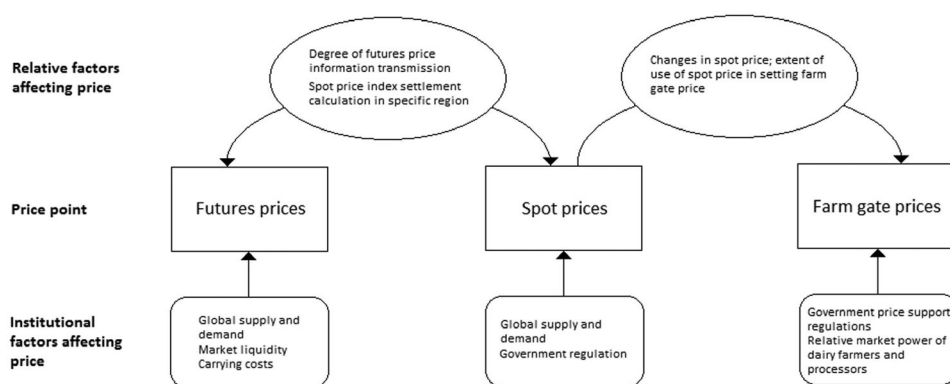 Relative factors
affecting price
Degree of futures price
information transmission
Spot price index settlement
calculation in specific region
Changes in spot price; extent of
use of spot price in setting farm
gate price
Price point
Futures prices
Spot prices
Farm gate prices
Institutional
factors affecting
price
Global supply and
demand
Market liquidity
Carrying costs
Global supply and
demand
Government regulation
Government price support
regulations
Relative market power of
dairy farmers and
processors